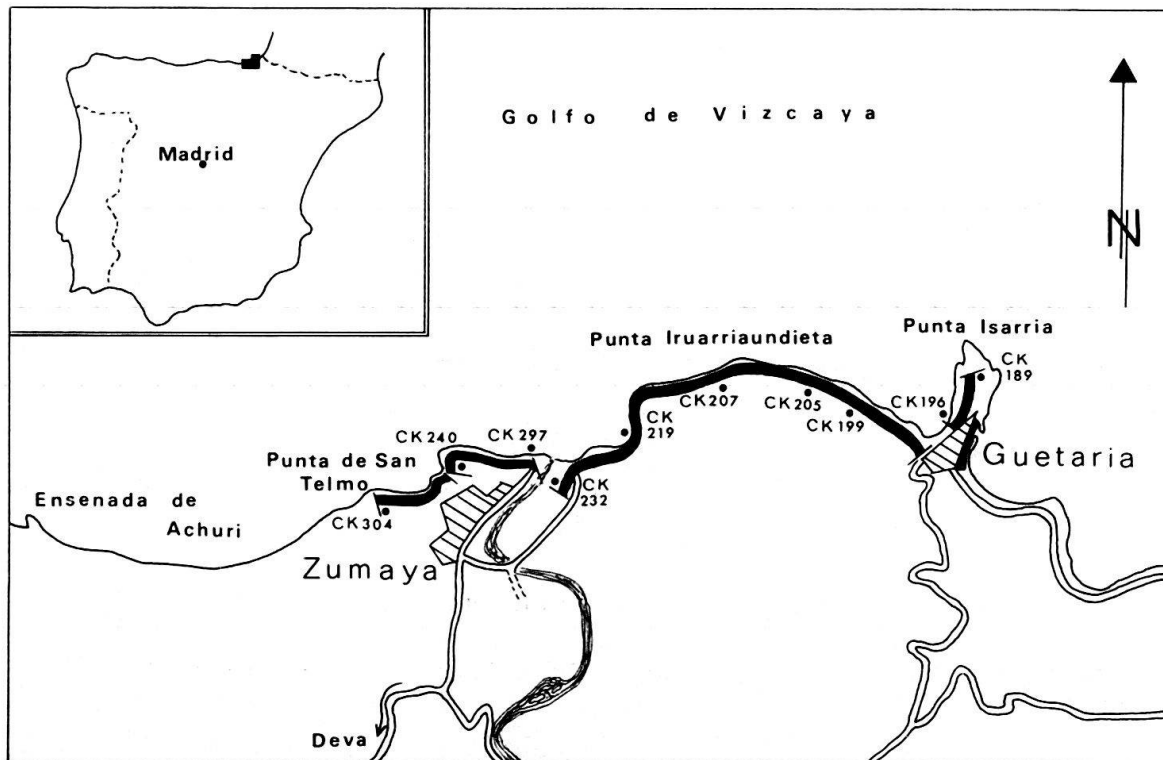 Madrid
Golfo de Vizcaya
N
Punta Iruarriaundieta
Punta Isarria
CK
189
CK207
CK205
CK196
CK199
CK
219
CK240
CK297
Guetaria
Punta de San
Telmo
CK
232
Ensenada de
Achuri
CK304
Zumaya
Deva